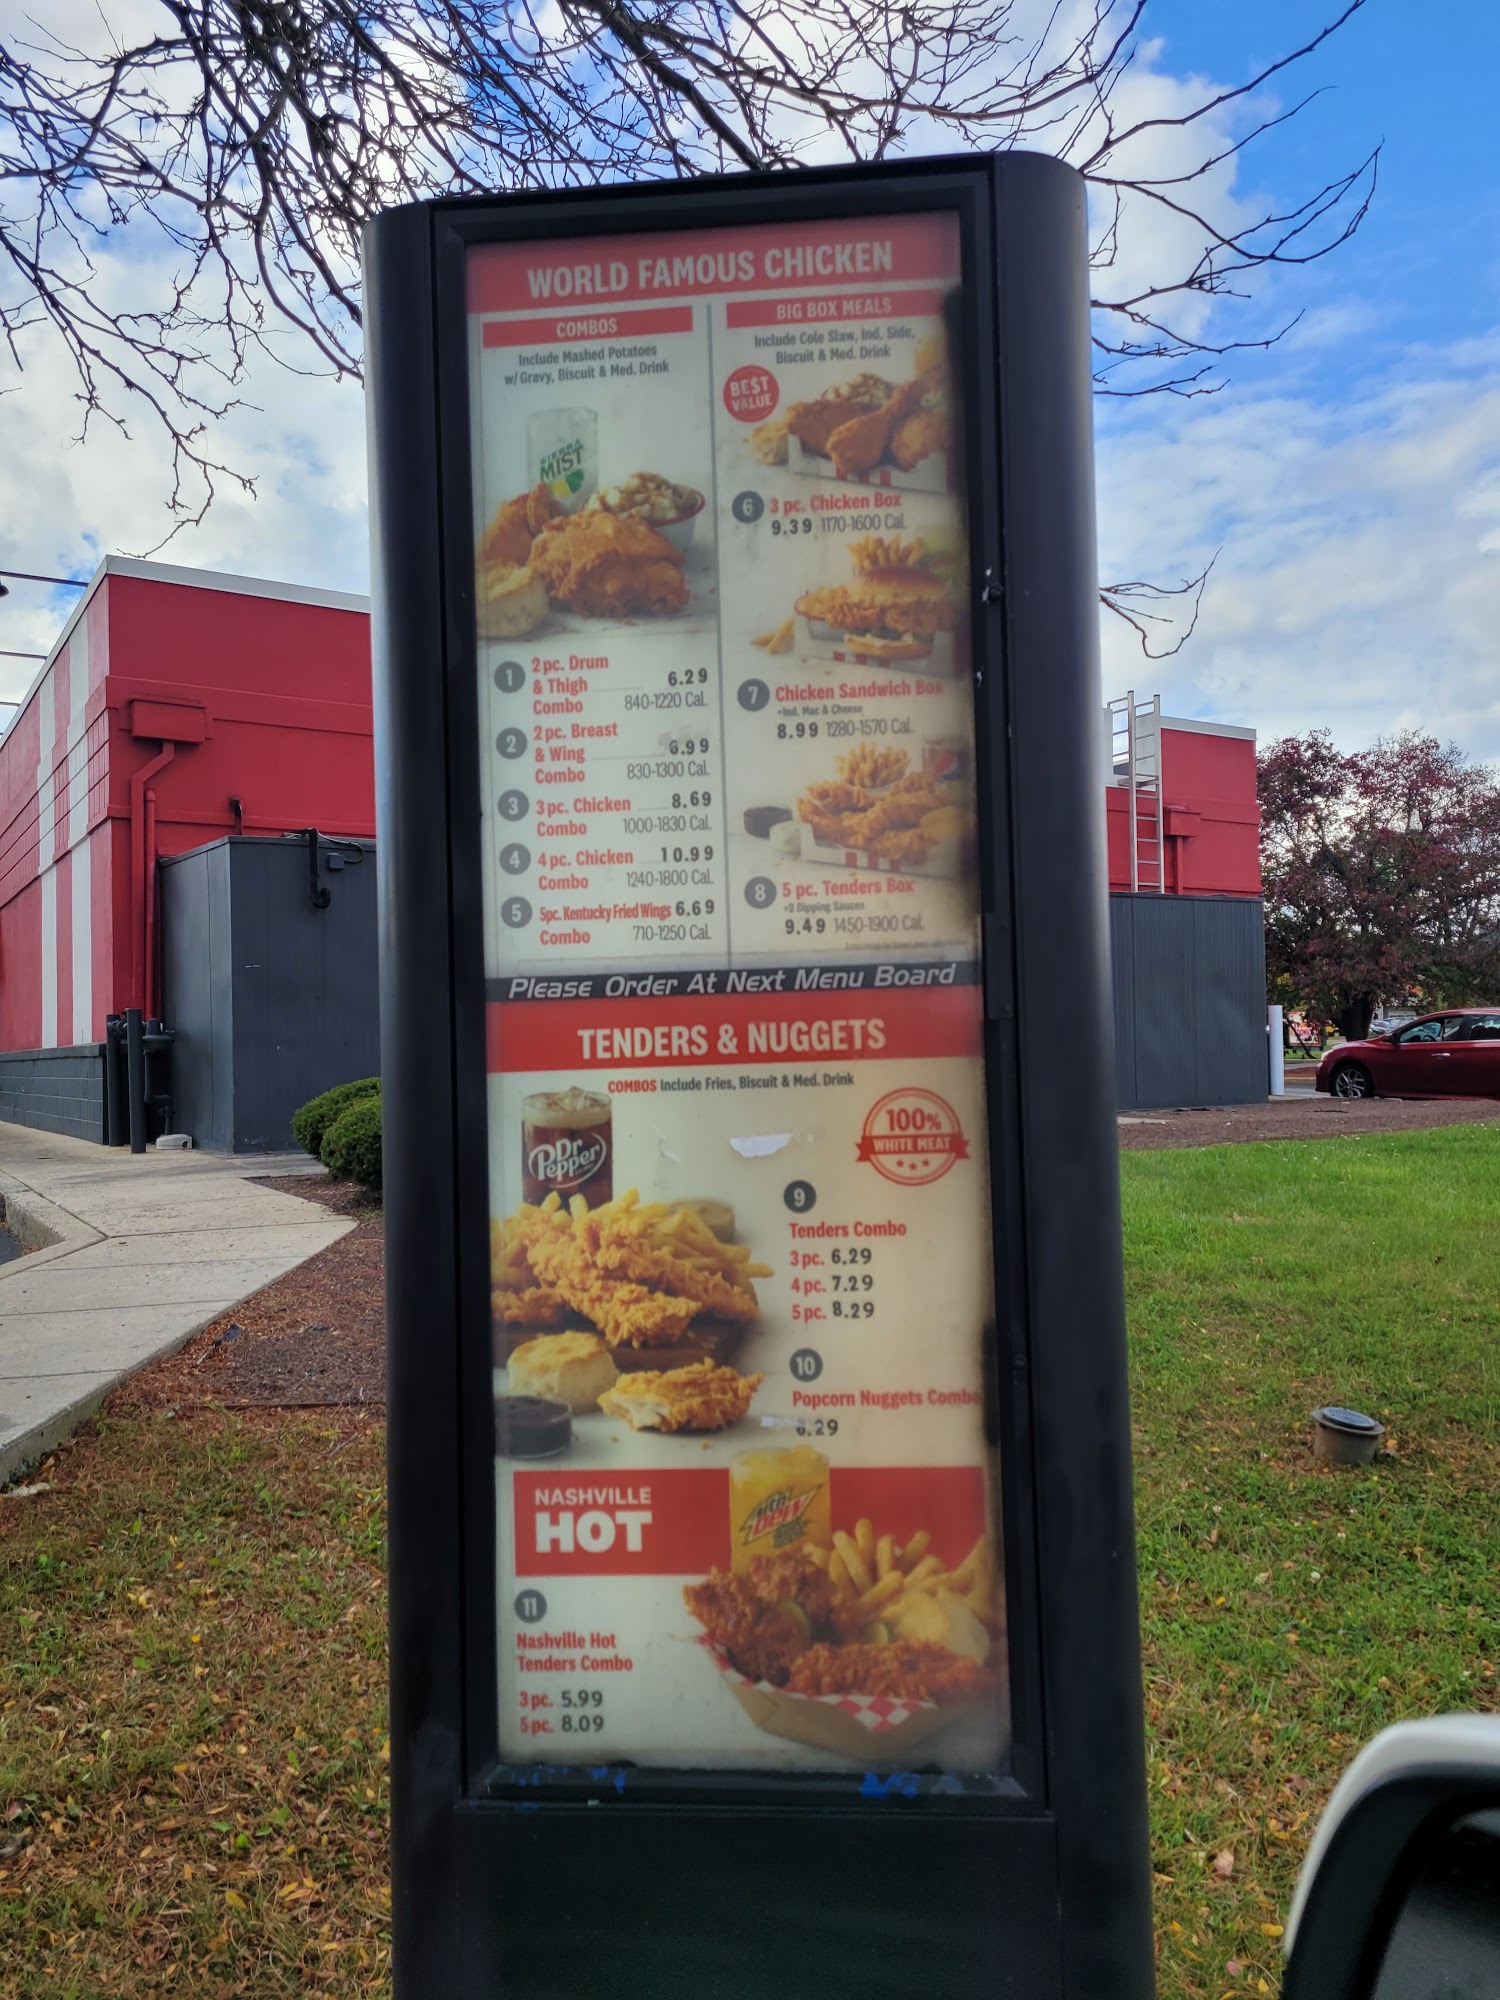 WORLD FAMOUS CHICKEN
COMBOS
Include Mashed Potatoes
w/ Gravy, Biscuit & Med. Drink
SIERRA
MIST
1 2 pc. Drum
& Thigh 6.29
Combo 840-1220 Cal.
2 2 pc. Breast
& Wing 6.99
Combo 830-1300 Cal.
3 3 pc. Chicken 8.69
Combo 1000-1830 Cal.
4 4 pc. Chicken 10.99
Combo 1240-1800 Cal.
5 5pc. Kentucky Fried Wings 6.69
Combo 710-1250 Cal.
BIG BOX MEALS
Include Cole Slaw, Ind. Side,
Biscuit & Med. Drink
BE$T
VALUE
6 3 pc. Chicken Box
9.39 1170-1600 Cal.
7 Chicken Sandwich Box
+Ind. Mac & Cheese
8.99 1280-1570 Cal.
8 5 pc. Tenders Box
+2 Dipping Sauces
9.49 1450-1900 Cal.
Please Order At Next Menu Board
TENDERS & NUGGETS
COMBOS Include Fries, Biscuit & Med. Drink
Dr
Pepper
100%
WHITE MEAT
9
Tenders Combo
3 pc. 6.29
4 pc. 7.29
5 pc. 8.29
10
Popcorn Nuggets Combo
6.29
NASHVILLE
HOT
mtn
DEW
11
Nashville Hot
Tenders Combo
3 pc. 5.99
5 pc. 8.09